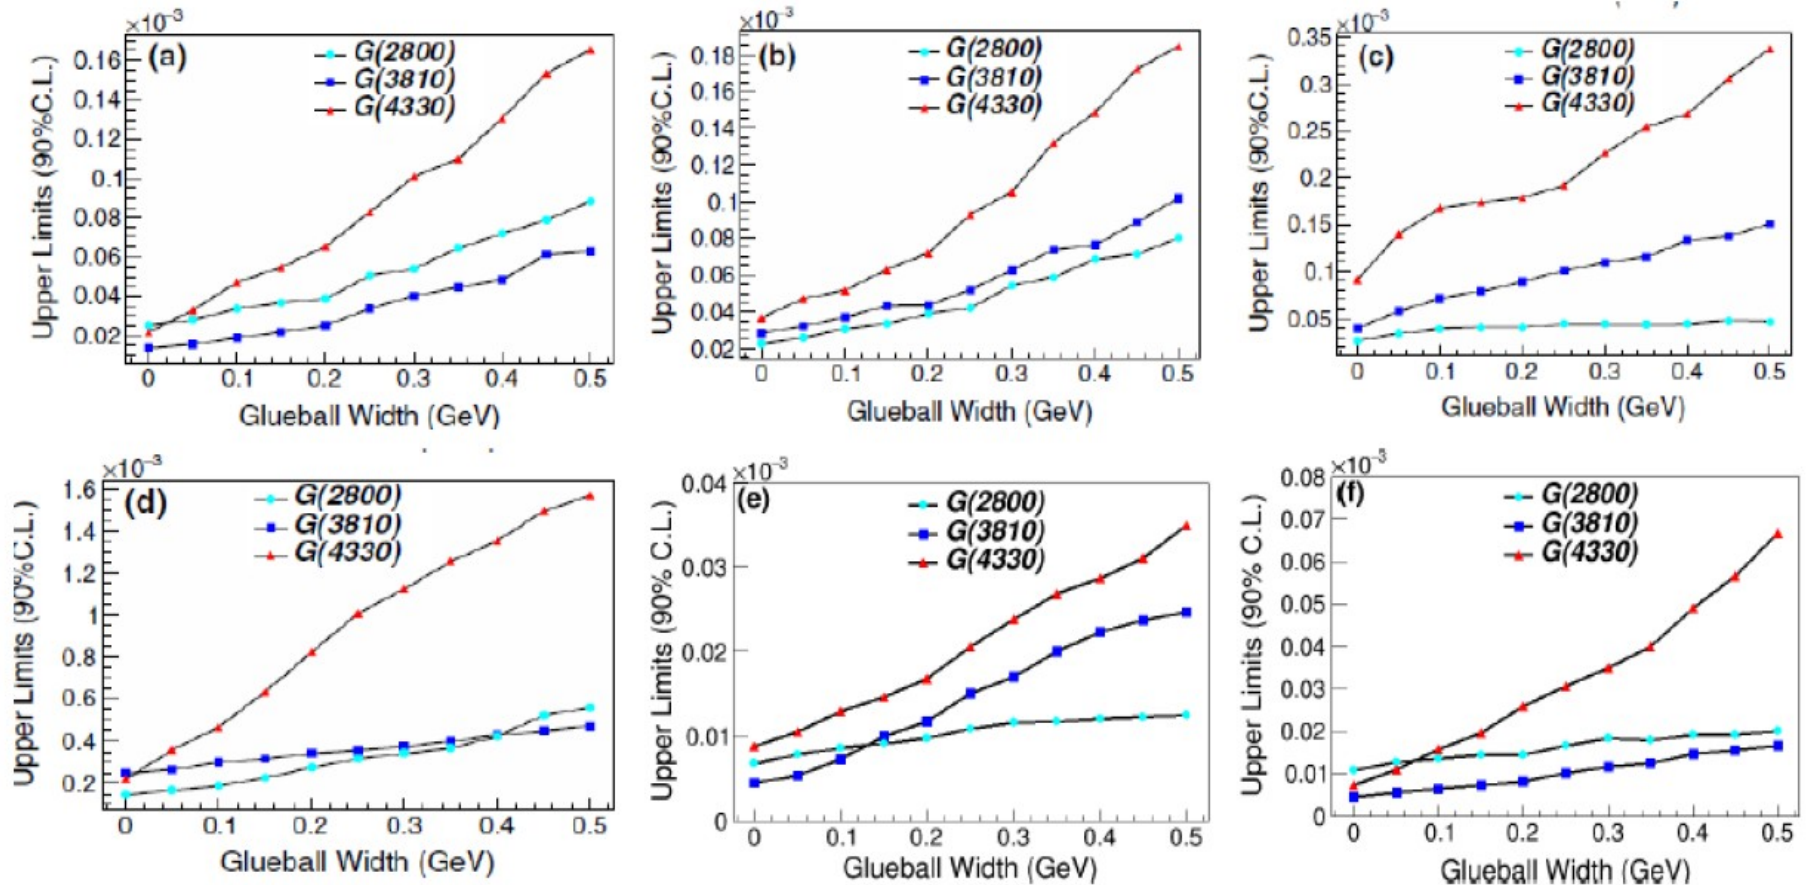 ×10⁻³
(a)
G(2800)
G(3810)
G(4330)
Upper Limits (90%C.L.)
0.16
0.14
0.12
0.1
0.08
0.06
0.04
0.02
0 0.1 0.2 0.3 0.4 0.5
Glueball Width (GeV)
×10⁻³
(b)
G(2800)
G(3810)
G(4330)
Upper Limits (90%C.L.)
0.18
0.16
0.14
0.12
0.1
0.08
0.06
0.04
0.02
0 0.1 0.2 0.3 0.4 0.5
Glueball Width (GeV)
×10⁻³
(c)
G(2800)
G(3810)
G(4330)
Upper Limits (90%C.L.)
0.35
0.3
0.25
0.2
0.15
0.1
0.05
0 0.1 0.2 0.3 0.4 0.5
Glueball Width (GeV)
×10⁻³
(d)
G(2800)
G(3810)
G(4330)
Upper Limits (90%C.L.)
1.6
1.4
1.2
1
0.8
0.6
0.4
0.2
0 0.1 0.2 0.3 0.4 0.5
Glueball Width (GeV)
×10⁻³
(e)
G(2800)
G(3810)
G(4330)
Upper Limits (90% C.L.)
0.04
0.03
0.02
0.01
0
0 0.1 0.2 0.3 0.4 0.5
Glueball Width (GeV)
×10⁻³
(f)
G(2800)
G(3810)
G(4330)
Upper Limits (90% C.L.)
0.08
0.07
0.06
0.05
0.04
0.03
0.02
0.01
0
0 0.1 0.2 0.3 0.4 0.5
Glueball Width (GeV)